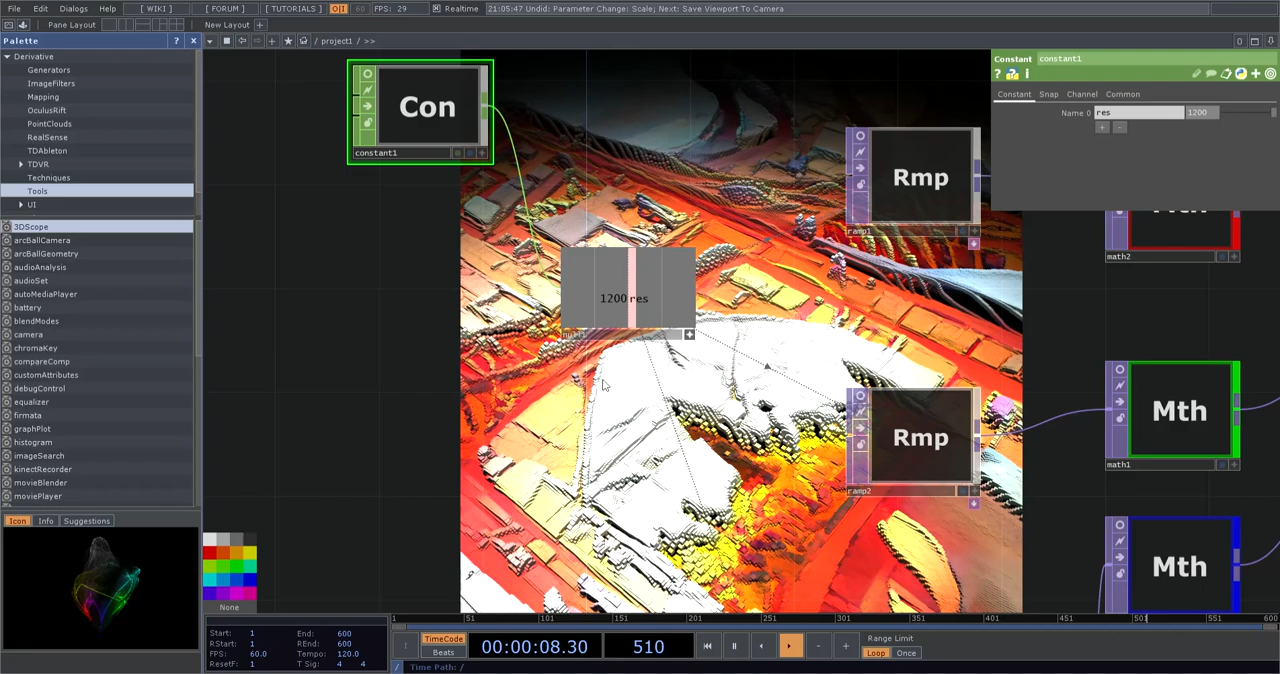 File Edit Dialogs Help [ WIKI ] [ FORUM ] [ TUTORIALS ] O|I 60 FPS: 29 Realtime 21:05:47 Undid: Parameter Change: Scale; Next: Save Viewport To Camera
Pane Layout New Layout +
Palette ? x / project1 / >> 0
Derivative
Generators
ImageFilters
Mapping
OculusRift
PointClouds
RealSense
TDAbleton
TDVR
Techniques
Tools
UI
3DScope
arcBallCamera
arcBallGeometry
audioAnalysis
audioSet
autoMediaPlayer
battery
blendModes
camera
chromaKey
compareComp
customAttributes
debugControl
equalizer
firmata
graphPlot
histogram
imageSearch
kinectRecorder
movieBlender
moviePlayer
Icon Info Suggestions
None
Con
constant1
1200 res
null1
Rmp
ramp1
Rmp
ramp2
math2
Mth
math1
Mth
Constant constant1
? i
Constant Snap Channel Common
Name 0 res 1200
+ -
1 51 101 151 201 251 301 351 401 451 501 551 600
Start: 1 End: 600
RStart: 1 REnd: 600
FPS: 60.0 Tempo: 120.0
ResetF: 1 T Sig: 4 4
TimeCode
Beats
00:00:08.30 510
- +
Range Limit
Loop Once
/ Time Path: /